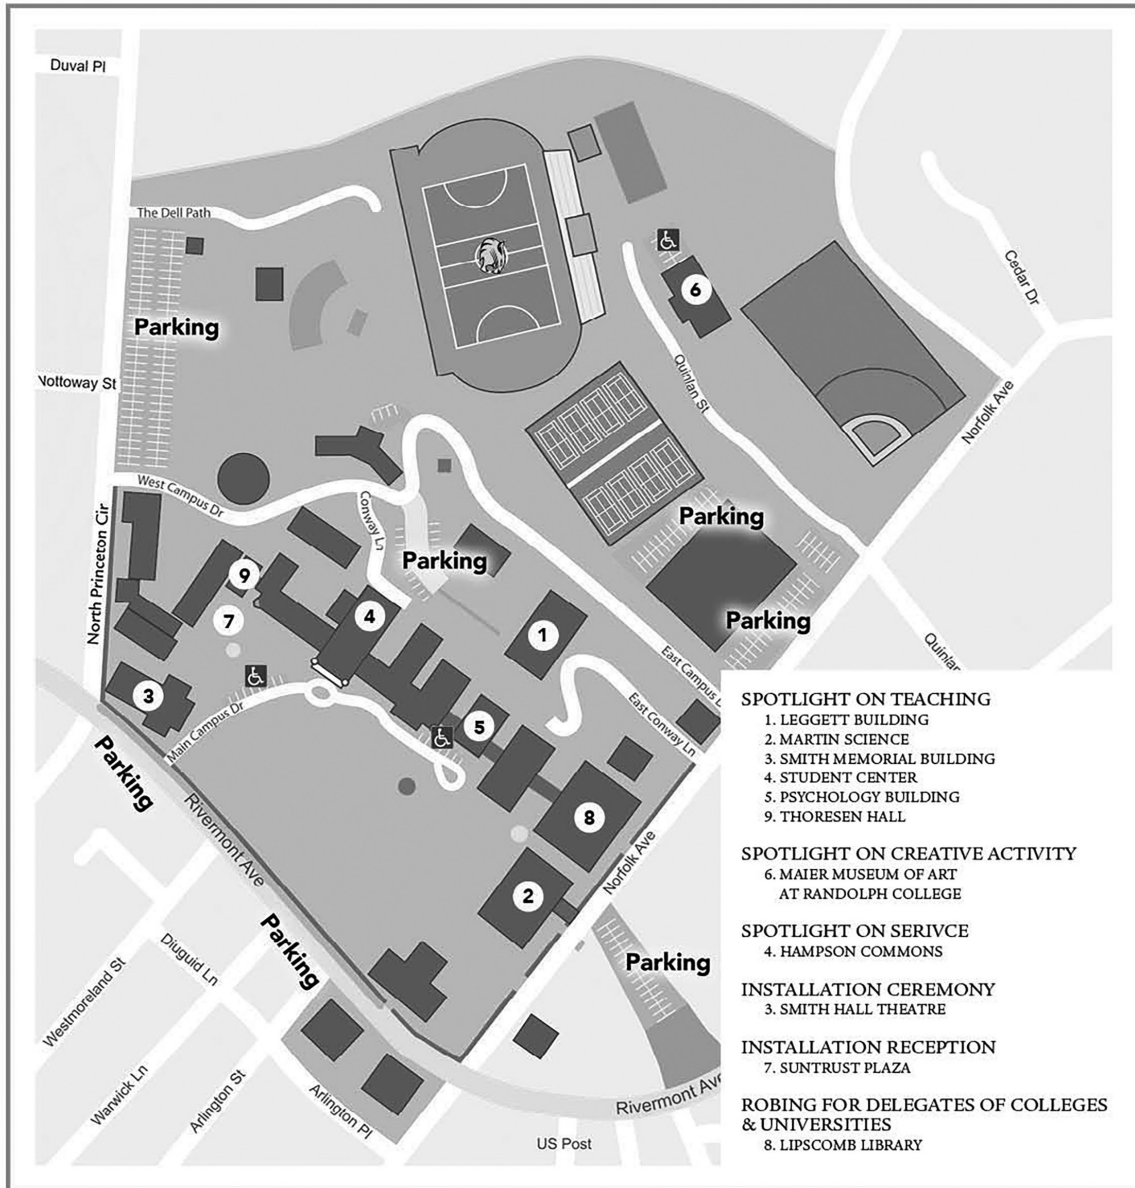 Duval Pl
The Dell Path
Cedar Dr
6
Parking
Quinlan St
Nottoway St
Norfolk Ave
West Campus Dr
Conway Ln
Parking
North Princeton Cir
Parking
9
4
7
1
Parking
East Campus D
Quinlan
3
Main Campus Dr
5
East Conway Ln
Parking
Rivermont Ave
8
Norfolk Ave
2
Parking
Diuguid Ln
Parking
Westmoreland St
Warwick Ln
Arlington St
Arlington Pl
Rivermont Ave
US Post
SPOTLIGHT ON TEACHING
1. LEGGETT BUILDING
2. MARTIN SCIENCE
3. SMITH MEMORIAL BUILDING
4. STUDENT CENTER
5. PSYCHOLOGY BUILDING
9. THORESEN HALL
SPOTLIGHT ON CREATIVE ACTIVITY
6. MAIER MUSEUM OF ART
AT RANDOLPH COLLEGE
SPOTLIGHT ON SERIVCE
4. HAMPSON COMMONS
INSTALLATION CEREMONY
3. SMITH HALL THEATRE
INSTALLATION RECEPTION
7. SUNTRUST PLAZA
ROBING FOR DELEGATES OF COLLEGES
& UNIVERSITIES
8. LIPSCOMB LIBRARY